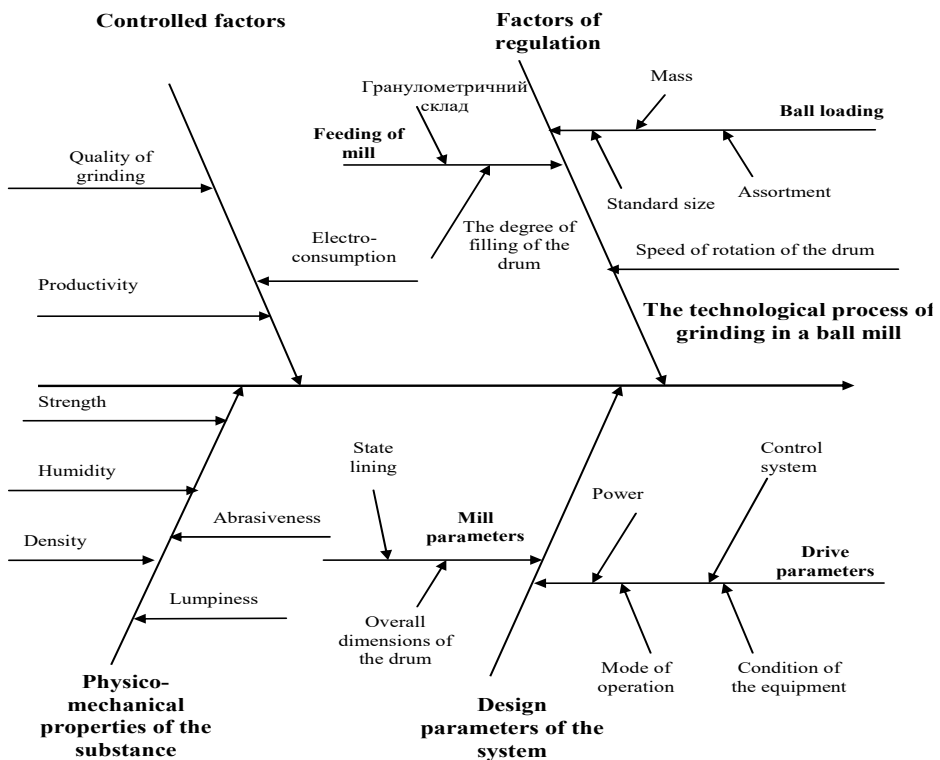 Controlled factors
Factors of
regulation
Mass
Гранулометричний
склад
Ball loading
Feeding of
mill
Quality of
grinding
Assortment
Standard size
The degree of
filling of the
drum
Electro-
consumption
Speed of rotation of the drum
Productivity
The technological process of
grinding in a ball mill
Strength
State
lining
Control
system
Humidity
Power
Abrasiveness
Mill
parameters
Density
Drive
parameters
Lumpiness
Overall
dimensions of
the drum
Mode of
operation
Condition of
the equipment
Physico-
mechanical
properties of the
substance
Design
parameters of the
system